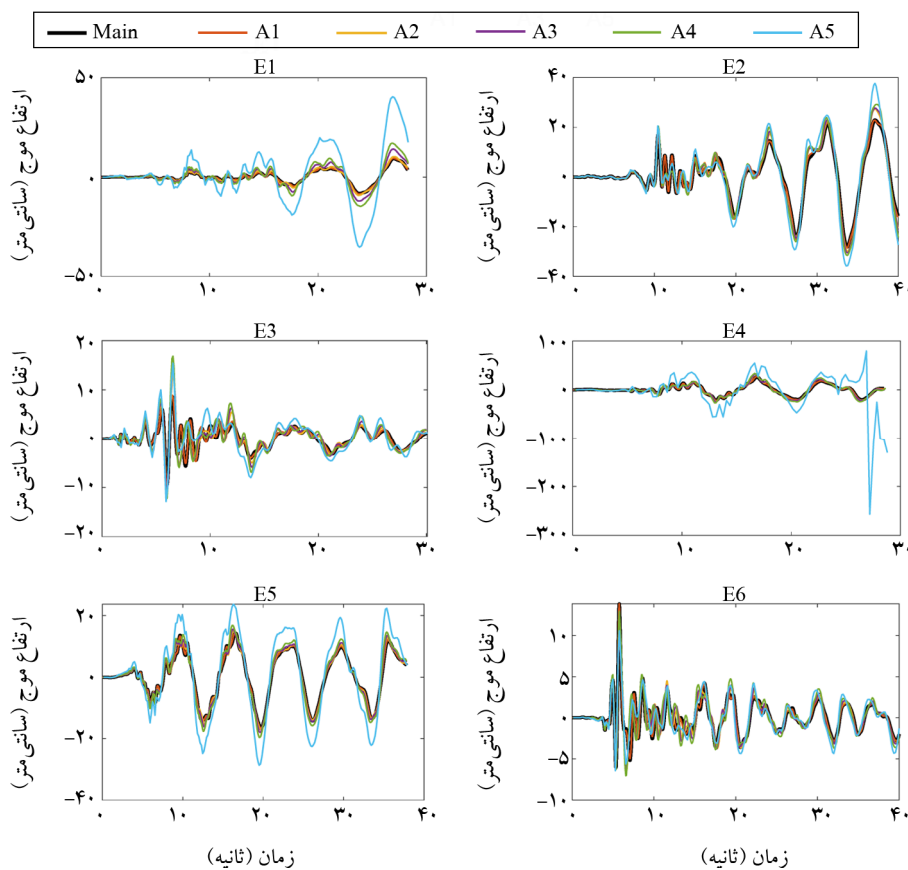 Main A1 A2 A3 A4 A5
E1
ارتفاع موج (سانتی‌متر)
۵۰
۰
−۵۰
۰ ۱۰ ۲۰ ۳۰
E2
ارتفاع موج (سانتی‌متر)
۴۰
۲۰
۰
−۲۰
−۴۰
۰ ۱۰ ۲۰ ۳۰ ۴۰
E3
ارتفاع موج (سانتی‌متر)
۲۰
۱۰
۰
−۱۰
−۲۰
۰ ۱۰ ۲۰ ۳۰
E4
ارتفاع موج (سانتی‌متر)
۱۰۰
۰
−۱۰۰
−۲۰۰
−۳۰۰
۰ ۱۰ ۲۰ ۳۰
E5
ارتفاع موج (سانتی‌متر)
۲۰
۰
−۲۰
−۴۰
۰ ۱۰ ۲۰ ۳۰ ۴۰
زمان (ثانیه)
E6
ارتفاع موج (سانتی‌متر)
۱۰
۵
۰
−۵
−۱۰
۰ ۱۰ ۲۰ ۳۰ ۴۰
زمان (ثانیه)